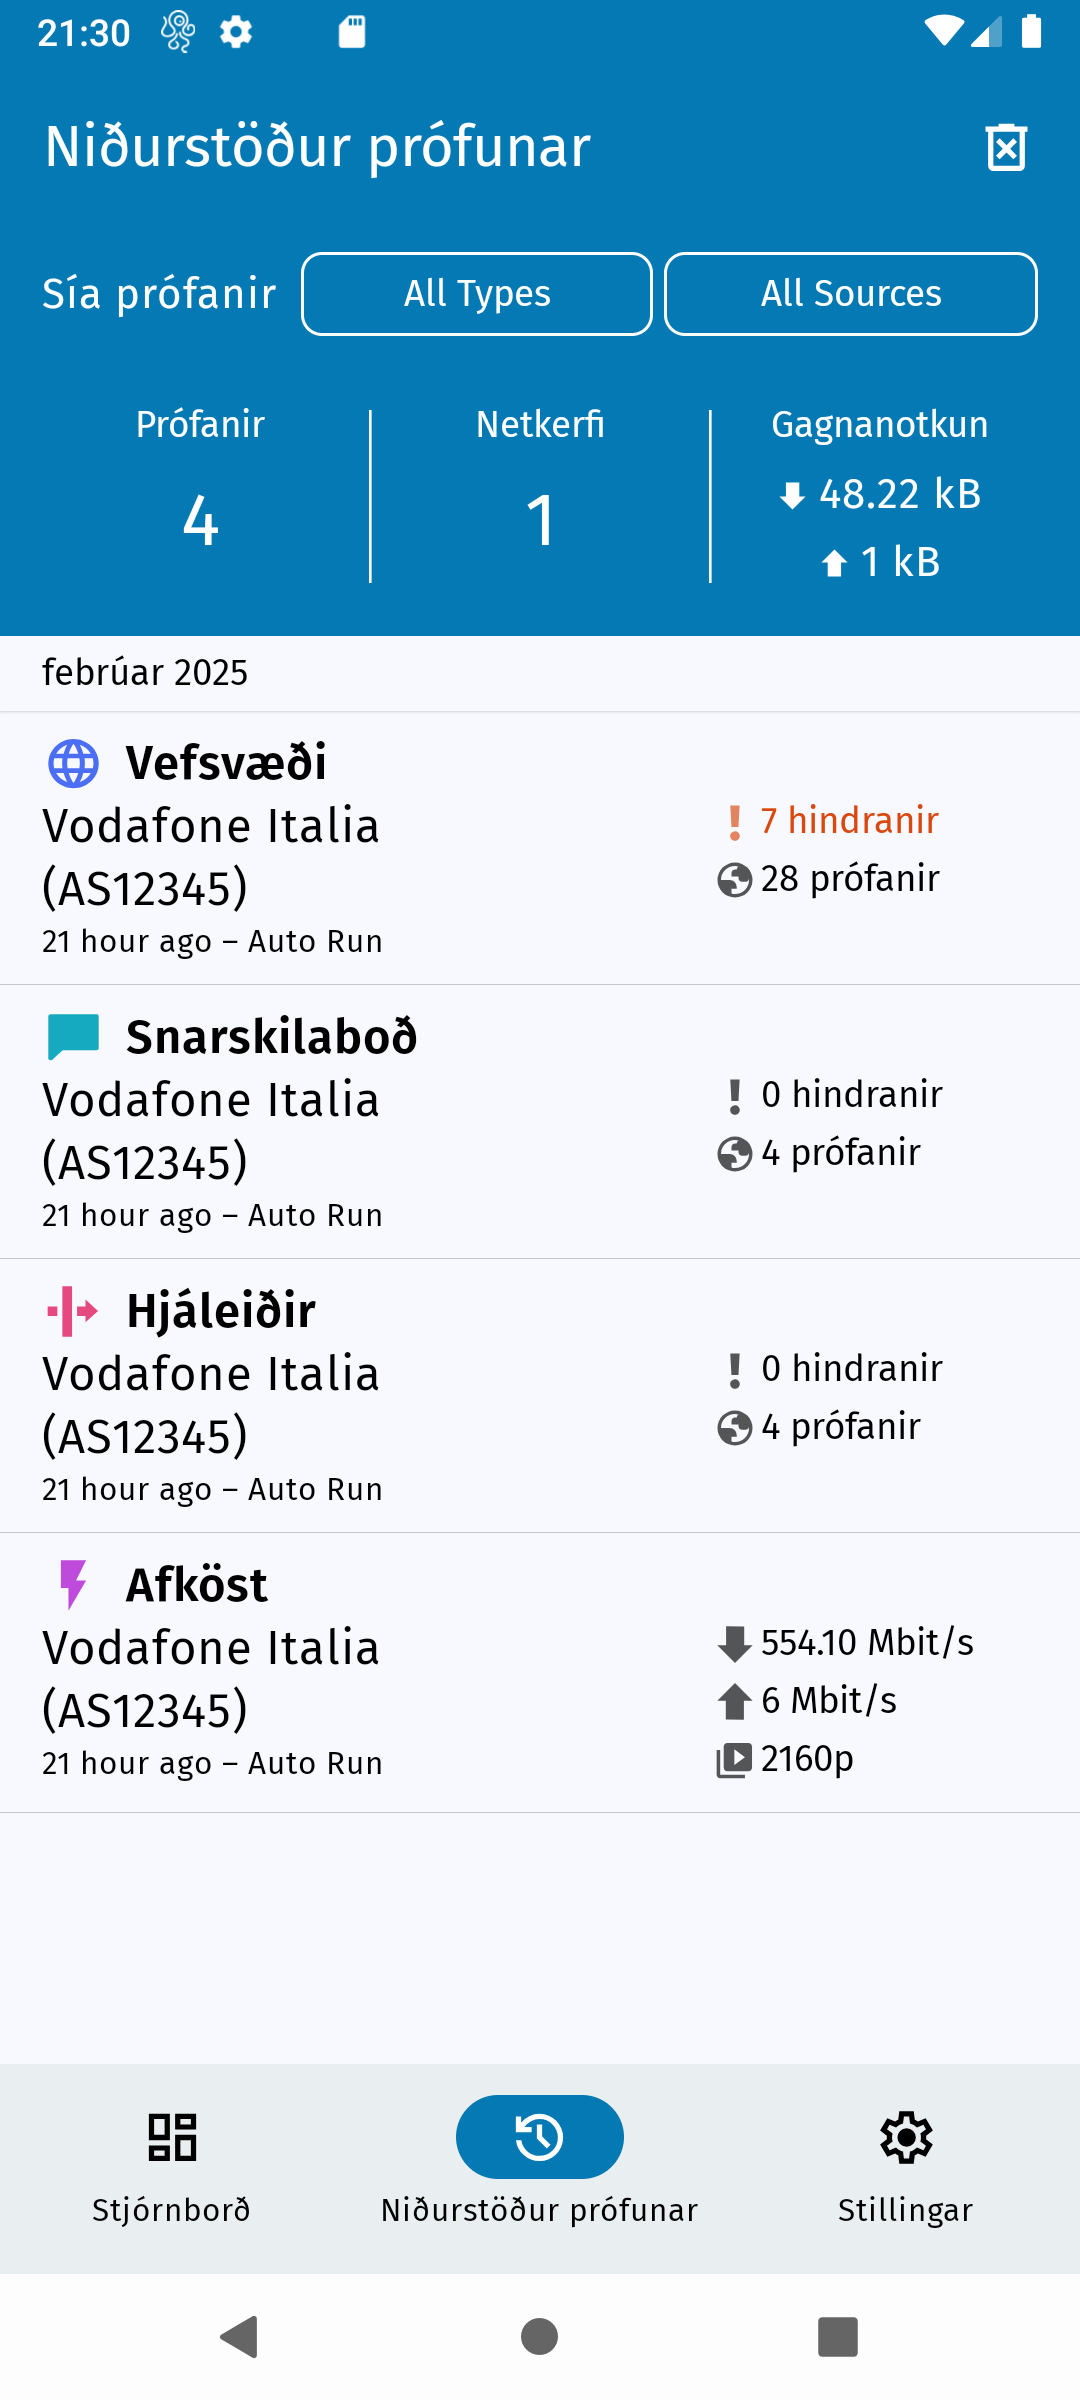 21:30
Niðurstöður prófunar
Sía prófanir All Types All Sources
Prófanir Netkerfi Gagnanotkun
4 1 48.22 kB
1 kB
febrúar 2025
Vefsvæði
Vodafone Italia
(AS12345)
21 hour ago – Auto Run
7 hindranir
28 prófanir
Snarskilaboð
Vodafone Italia
(AS12345)
21 hour ago – Auto Run
0 hindranir
4 prófanir
Hjáleiðir
Vodafone Italia
(AS12345)
21 hour ago – Auto Run
0 hindranir
4 prófanir
Afköst
Vodafone Italia
(AS12345)
21 hour ago – Auto Run
554.10 Mbit/s
6 Mbit/s
2160p
Stjórnborð Niðurstöður prófunar Stillingar